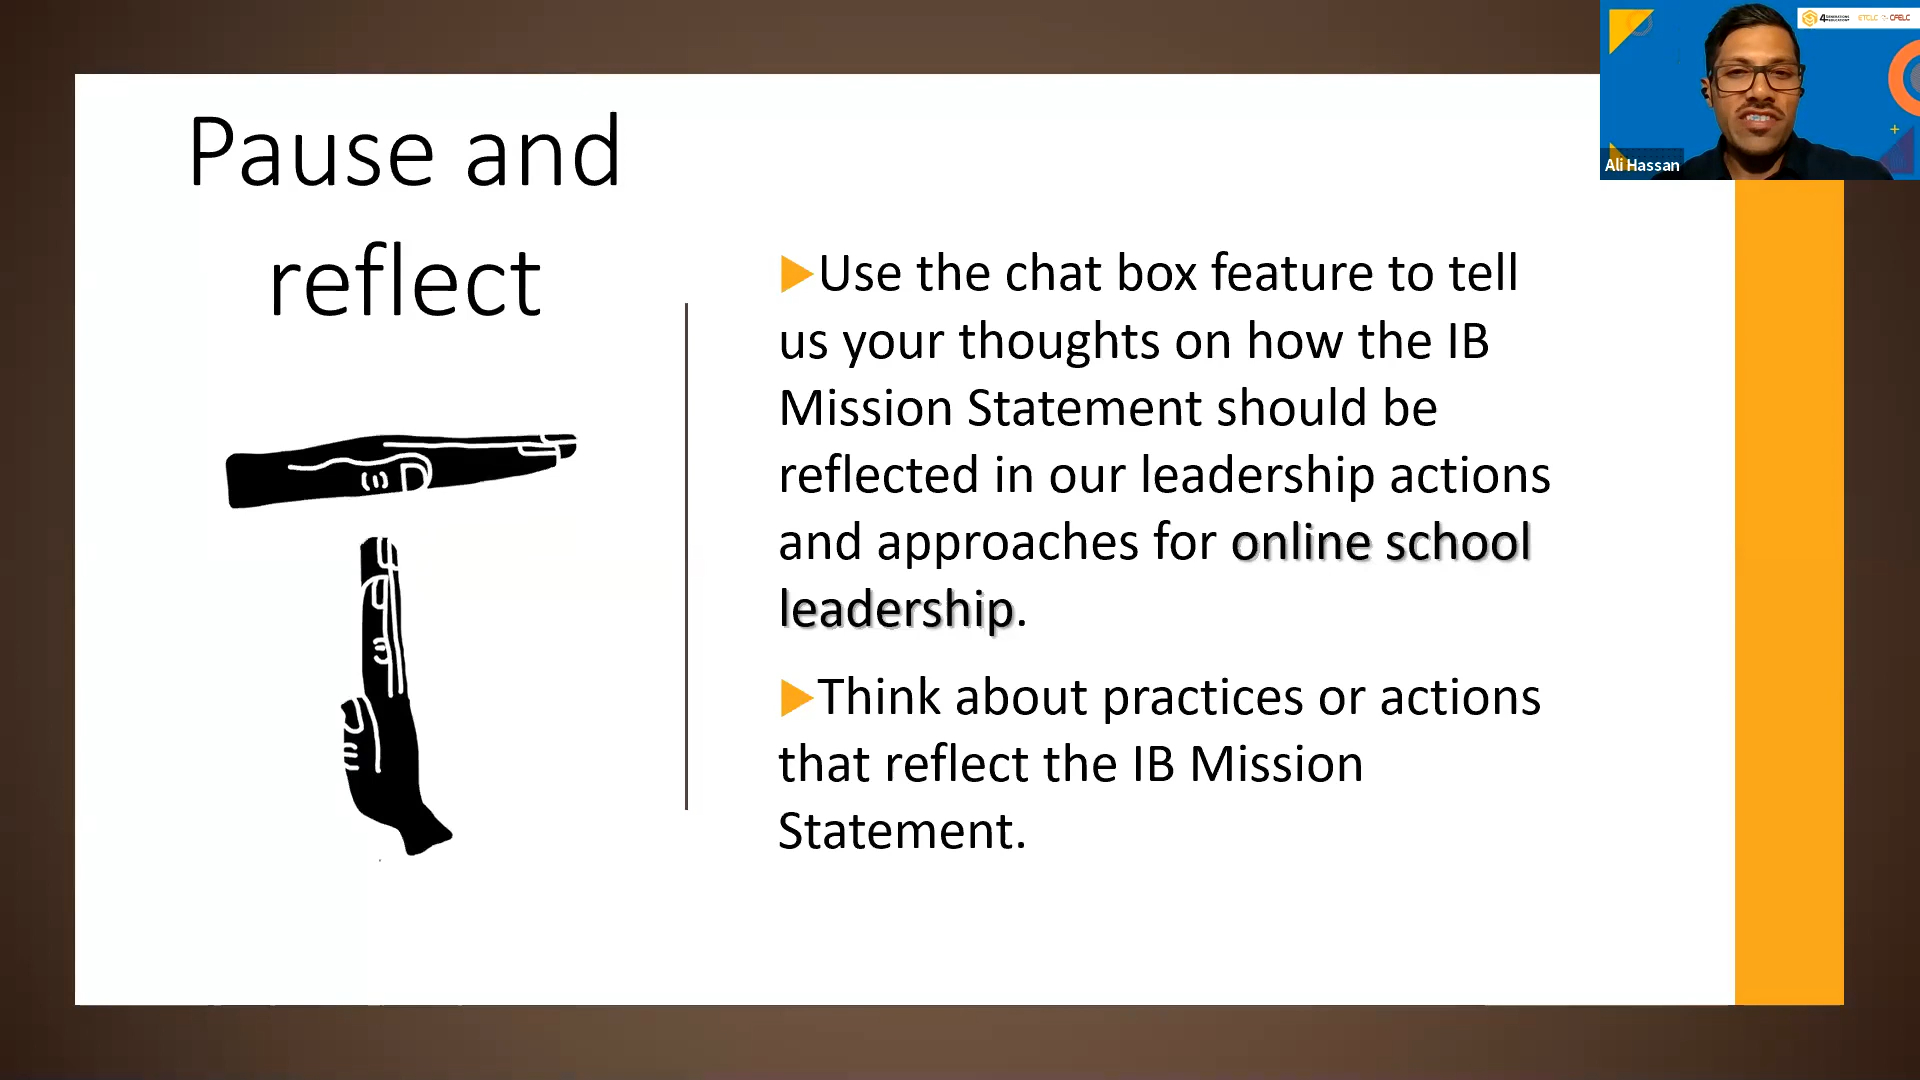 Pause and
reflect
Use the chat box feature to tell
us your thoughts on how the IB
Mission Statement should be
reflected in our leadership actions
and approaches for online school
leadership.
Think about practices or actions
that reflect the IB Mission
Statement.
Ali Hassan